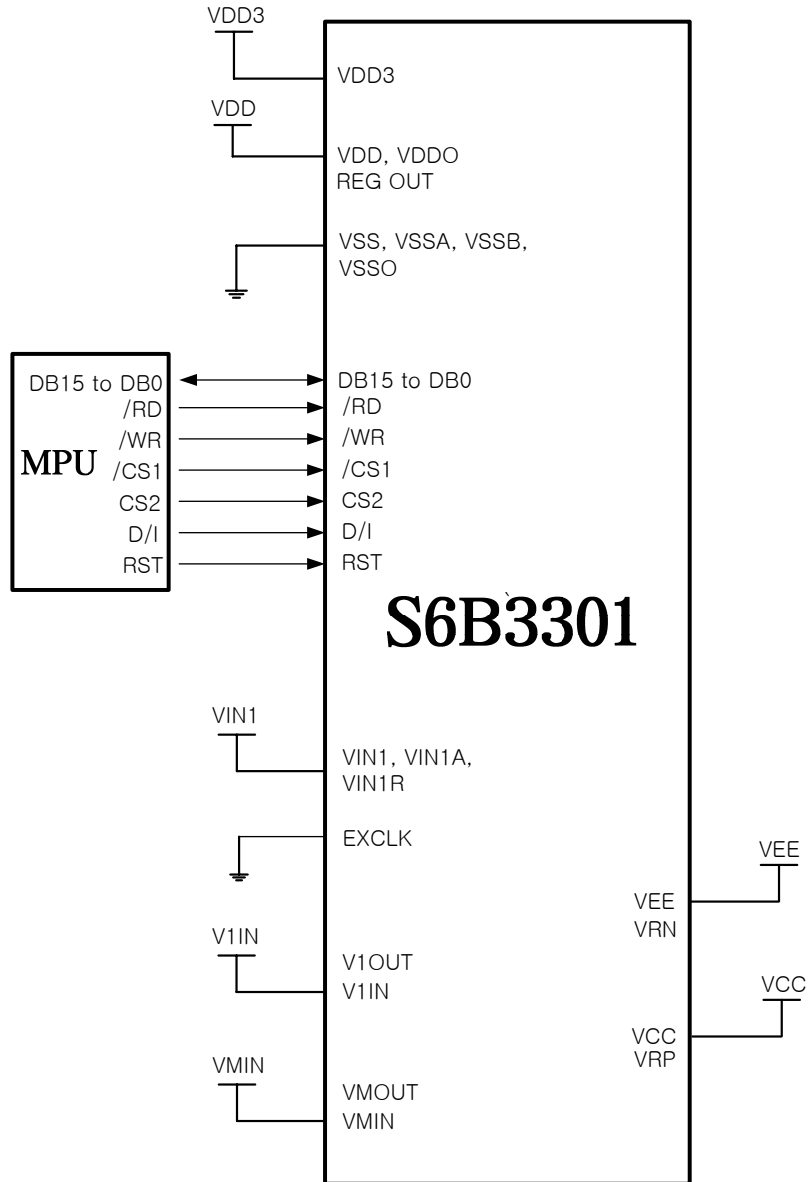 VDD3
VDD3
VDD
VDD, VDDO
REG OUT
VSS, VSSA, VSSB,
VSSO
DB15 to DB0
DB15 to DB0
/RD
/RD
/WR
/WR
MPU
/CS1
/CS1
CS2
CS2
D/I
D/I
RST
RST
S6B3301
VIN1
VIN1, VIN1A,
VIN1R
EXCLK
VEE
VEE
VRN
V1IN
V1OUT
V1IN
VCC
VCC
VRP
VMIN
VMOUT
VMIN